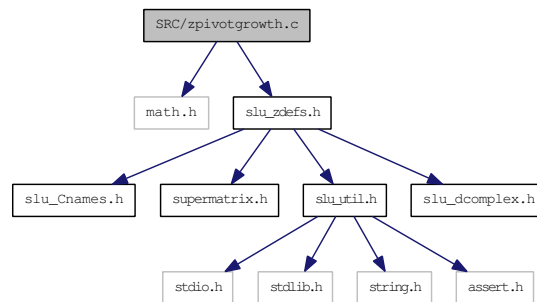 SRC/zpivotgrowth.c
math.h
slu_zdefs.h
slu_Cnames.h
supermatrix.h
slu_util.h
slu_dcomplex.h
stdio.h
stdlib.h
string.h
assert.h